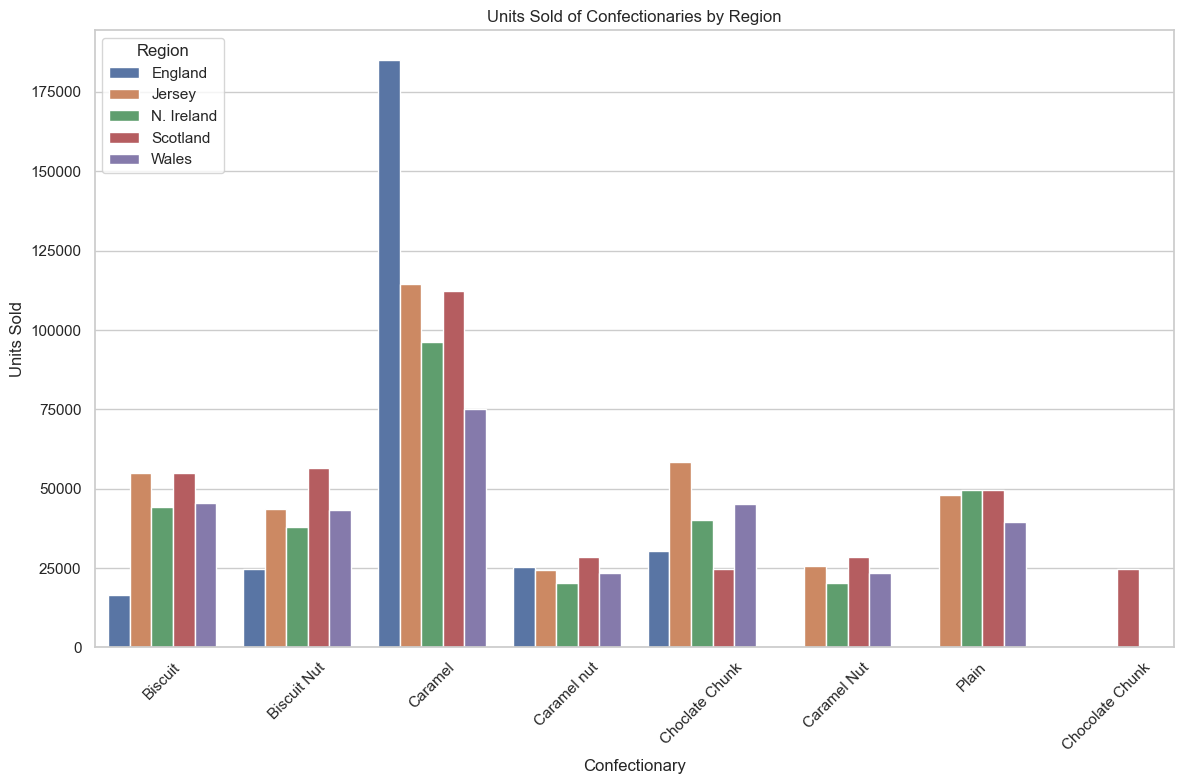 Units Sold of Confectionaries by Region
Region
England
Jersey
N. Ireland
Scotland
Wales
175000
150000
125000
100000
75000
50000
25000
0
Units Sold
Biscuit
Biscuit Nut
Caramel
Caramel nut
Choclate Chunk
Caramel Nut
Plain
Chocolate Chunk
Confectionary